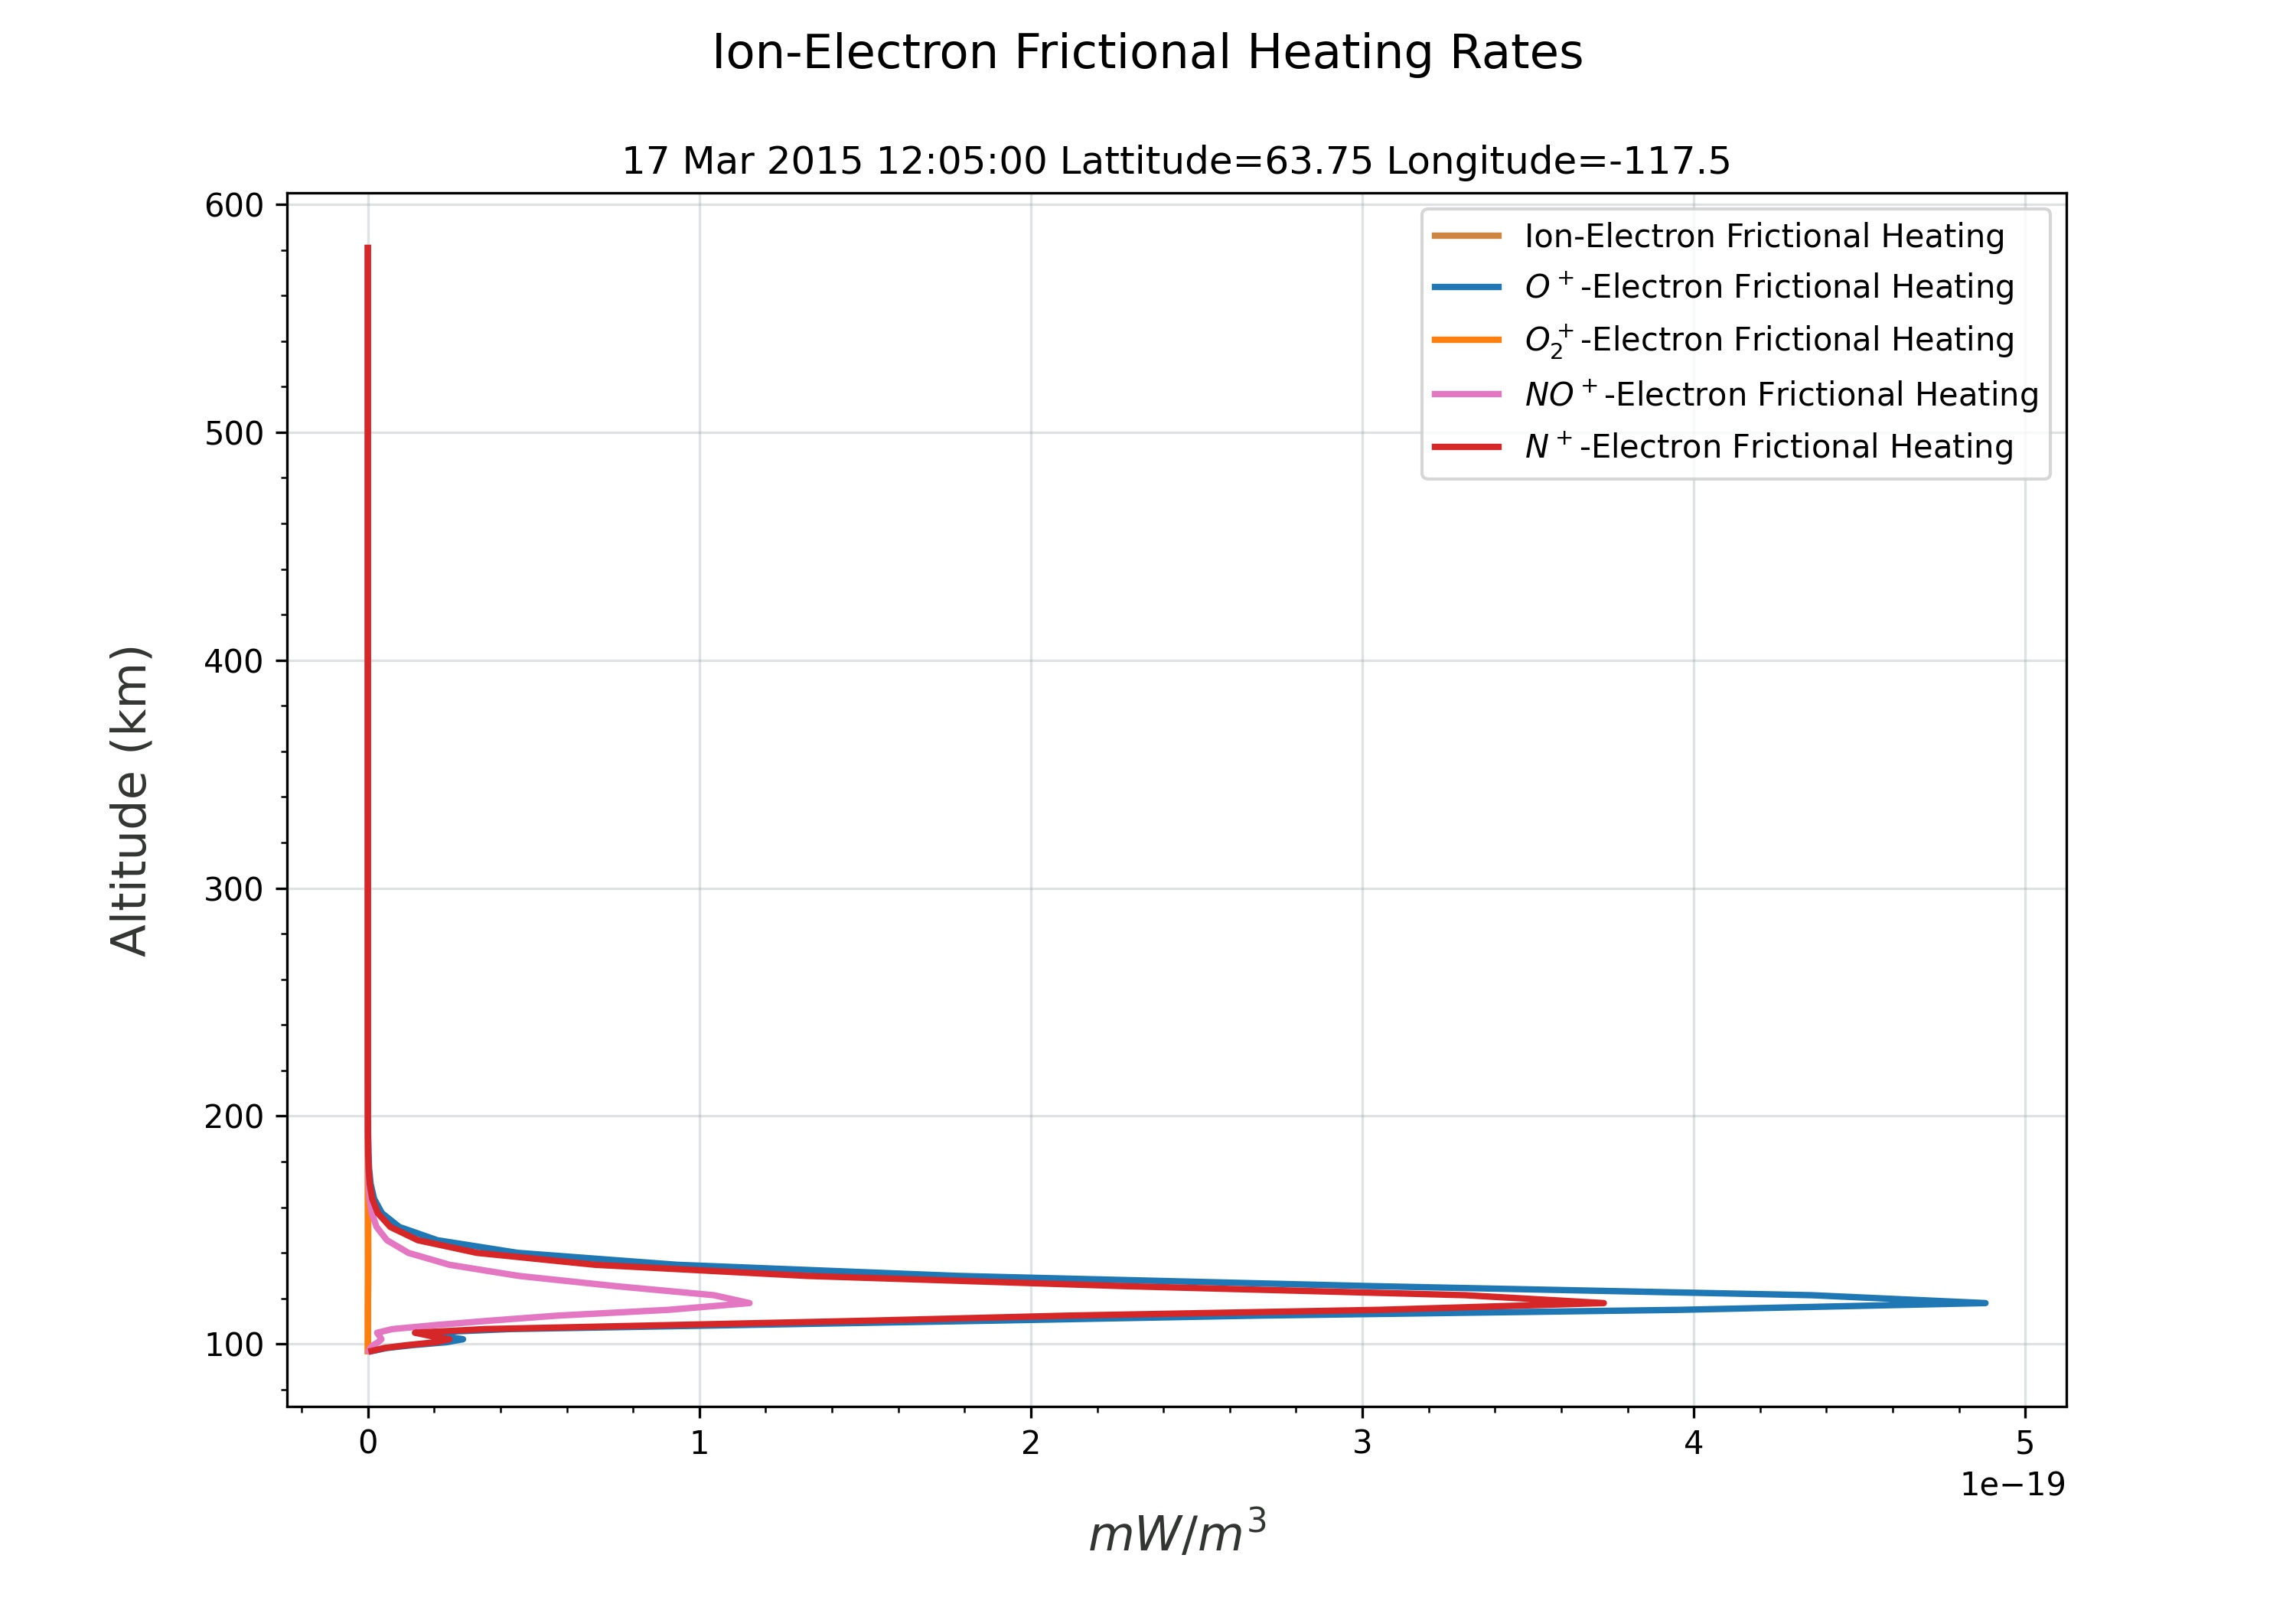 Ion-Electron Frictional Heating Rates
17 Mar 2015 12:05:00 Lattitude=63.75 Longitude=-117.5
600
500
400
300
200
100
Altitude (km)
Ion-Electron Frictional Heating
O⁺-Electron Frictional Heating
O₂⁺-Electron Frictional Heating
NO⁺-Electron Frictional Heating
N⁺-Electron Frictional Heating
0 1 2 3 4 5
1e−19
mW/m³